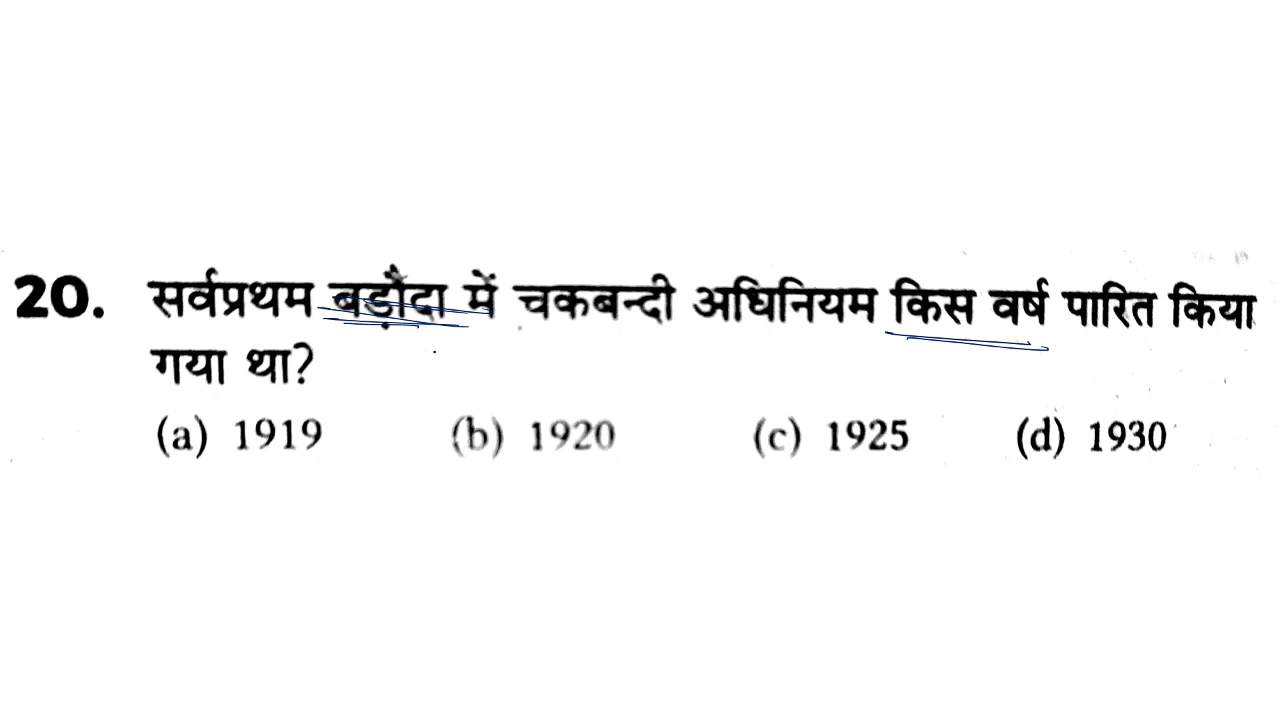 20. सर्वप्रथम बड़ौदा में चकबन्दी अधिनियम किस वर्ष पारित किया
गया था?
(a) 1919 (b) 1920 (c) 1925 (d) 1930